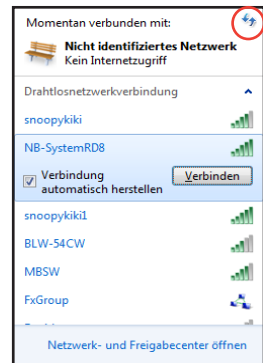 Momentan verbunden mit:
Nicht identifiziertes Netzwerk
Kein Internetzugriff
Drahtlosnetzwerkverbindung
snoopykiki
NB-SystemRD8
Verbindung
automatisch herstellen
Verbinden
snoopykiki1
BLW-54CW
MBSW
FxGroup
Netzwerk- und Freigabecenter öffnen